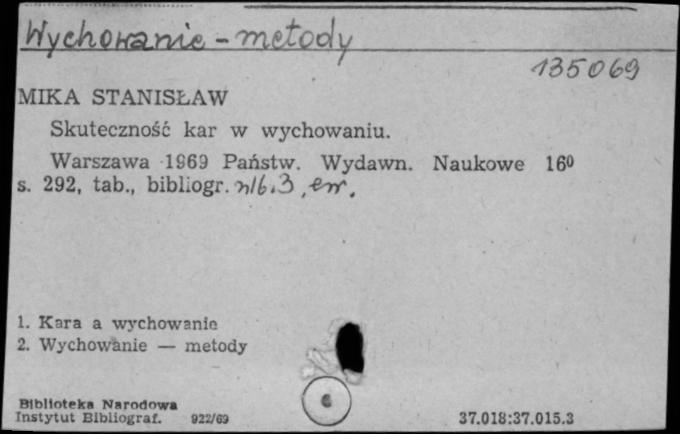 Wychowanie - metody
135069
MIKA STANISŁAW
Skuteczność kar w wychowaniu.
Warszawa 1969 Państw. Wydawn. Naukowe 16⁰
s. 292, tab., bibliogr.
1. Kara a wychowanie
2. Wychowanie — metody
Biblioteka Narodowa
Instytut Bibliograf. 922/69
6
37.018:37.015.3